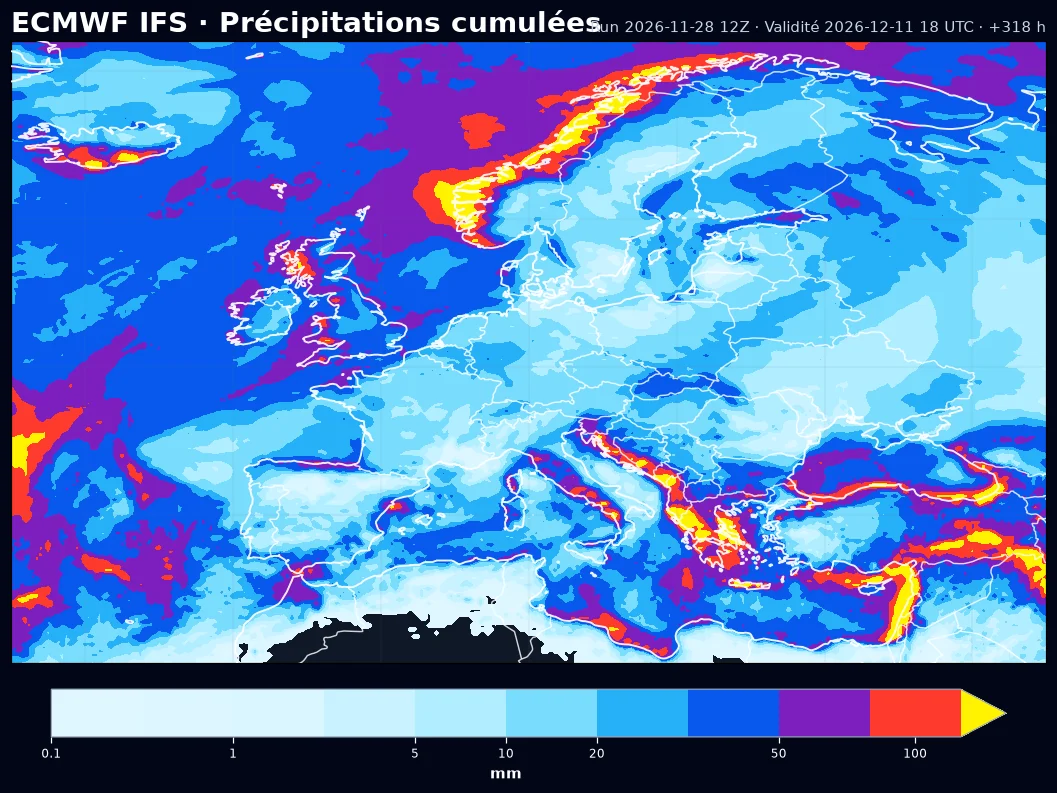 ECMWF IFS · Précipitations cumulées
Run 2026-11-28 12Z · Validité 2026-12-11 18 UTC · +318 h
0.1 1 5 10 20 50 100
mm